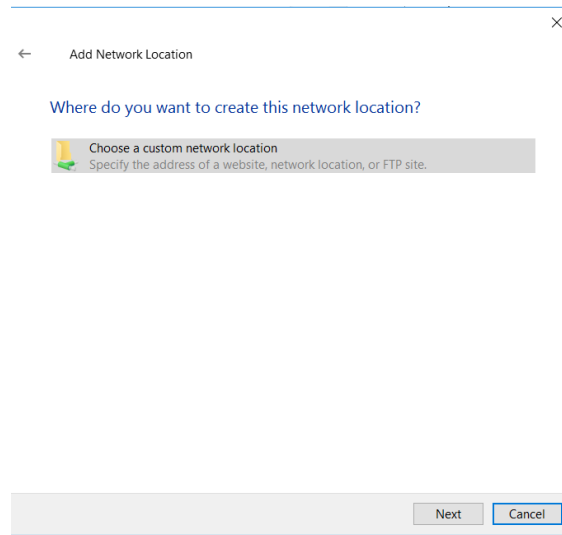 Add Network Location
Where do you want to create this network location?
Choose a custom network location
Specify the address of a website, network location, or FTP site.
Next Cancel